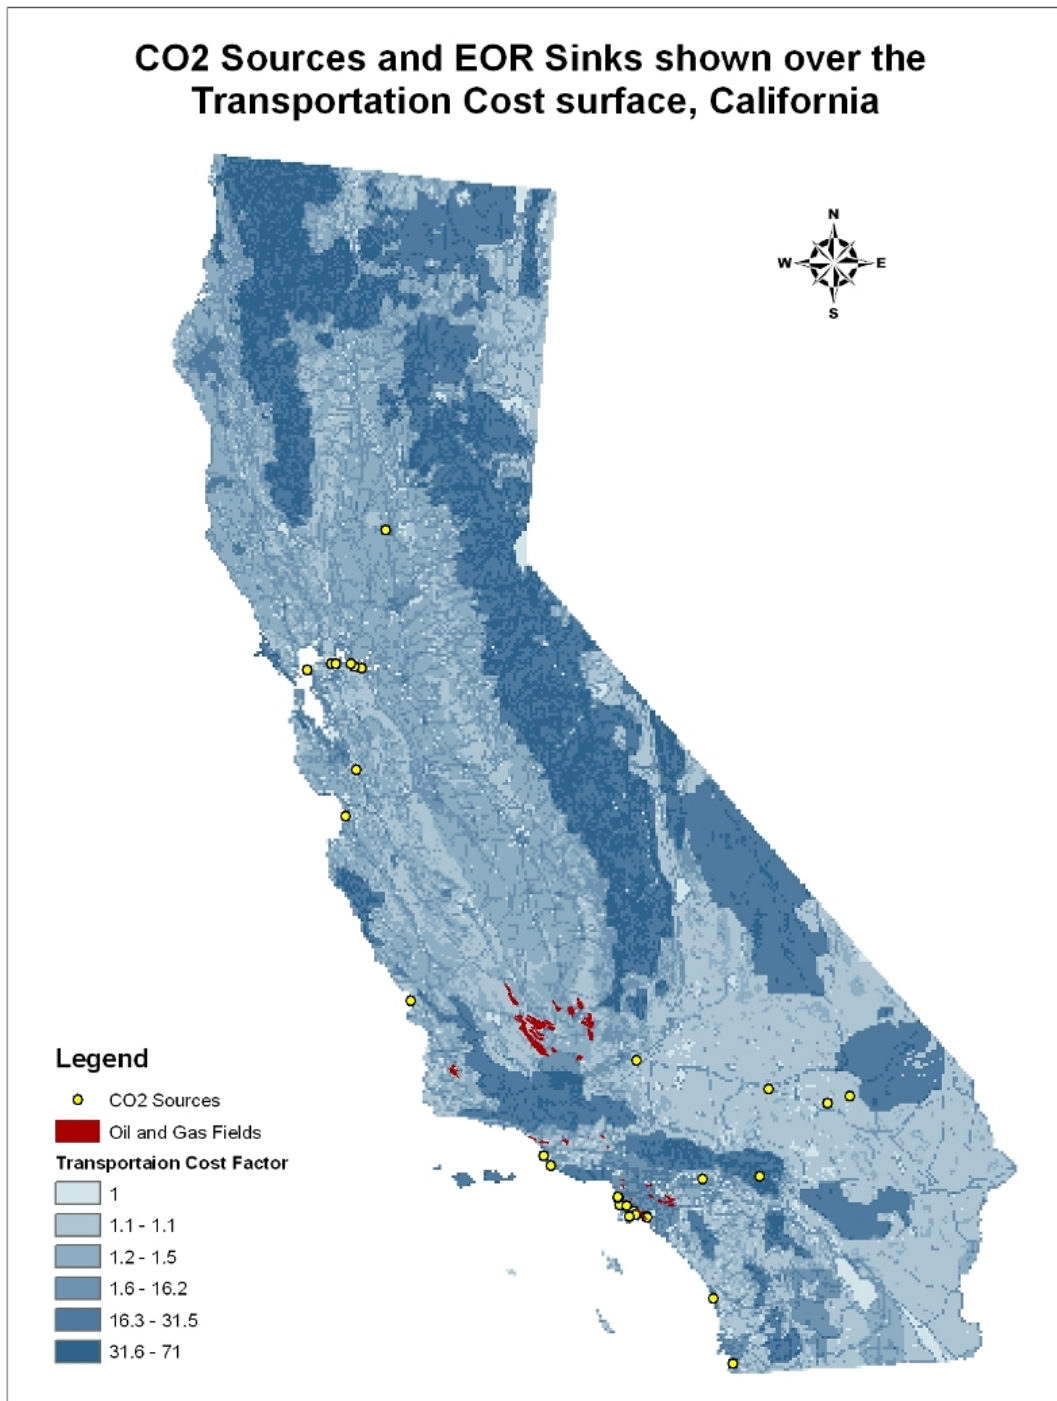 CO2 Sources and EOR Sinks shown over the
Transportation Cost surface, California
N
W E
S
Legend
CO2 Sources
Oil and Gas Fields
Transportaion Cost Factor
1
1.1 - 1.1
1.2 - 1.5
1.6 - 16.2
16.3 - 31.5
31.6 - 71